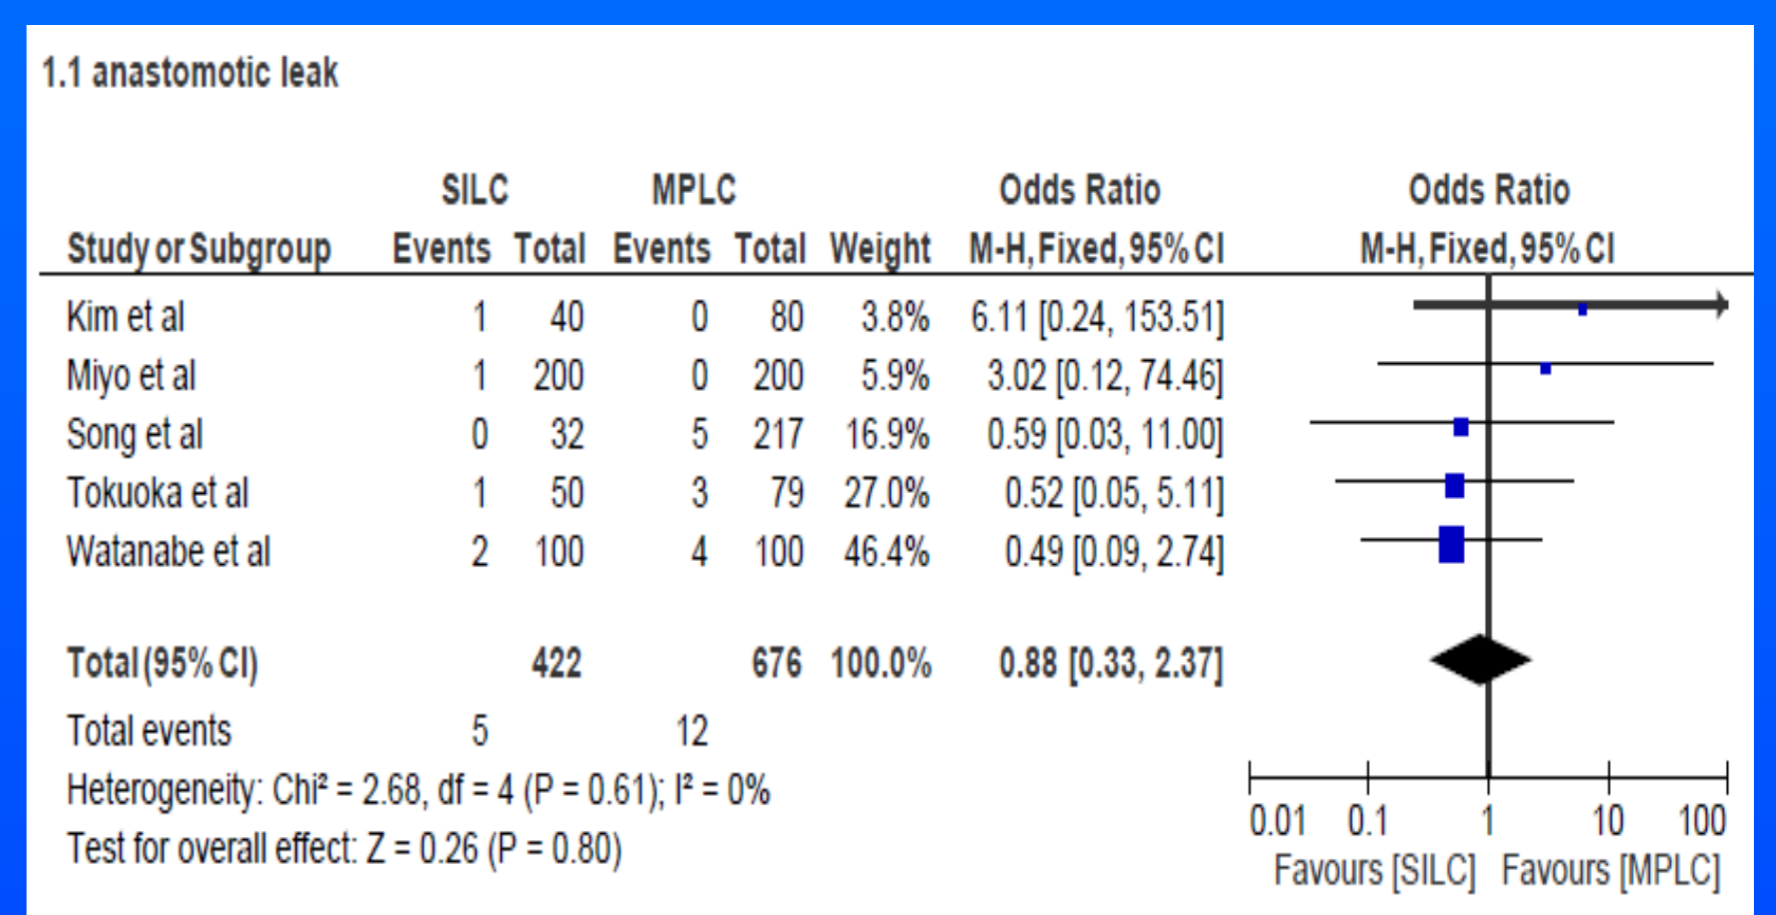 1.1 anastomotic leak
SILC MPLC Odds Ratio Odds Ratio
Study or Subgroup Events Total Events Total Weight M-H, Fixed, 95% CI M-H, Fixed, 95% CI
Kim et al 1 40 0 80 3.8% 6.11 [0.24, 153.51]
Miyo et al 1 200 0 200 5.9% 3.02 [0.12, 74.46]
Song et al 0 32 5 217 16.9% 0.59 [0.03, 11.00]
Tokuoka et al 1 50 3 79 27.0% 0.52 [0.05, 5.11]
Watanabe et al 2 100 4 100 46.4% 0.49 [0.09, 2.74]
Total (95% CI) 422 676 100.0% 0.88 [0.33, 2.37]
Total events 5 12
Heterogeneity: Chi² = 2.68, df = 4 (P = 0.61); I² = 0%
Test for overall effect: Z = 0.26 (P = 0.80)
0.01 0.1 1 10 100
Favours [SILC] Favours [MPLC]